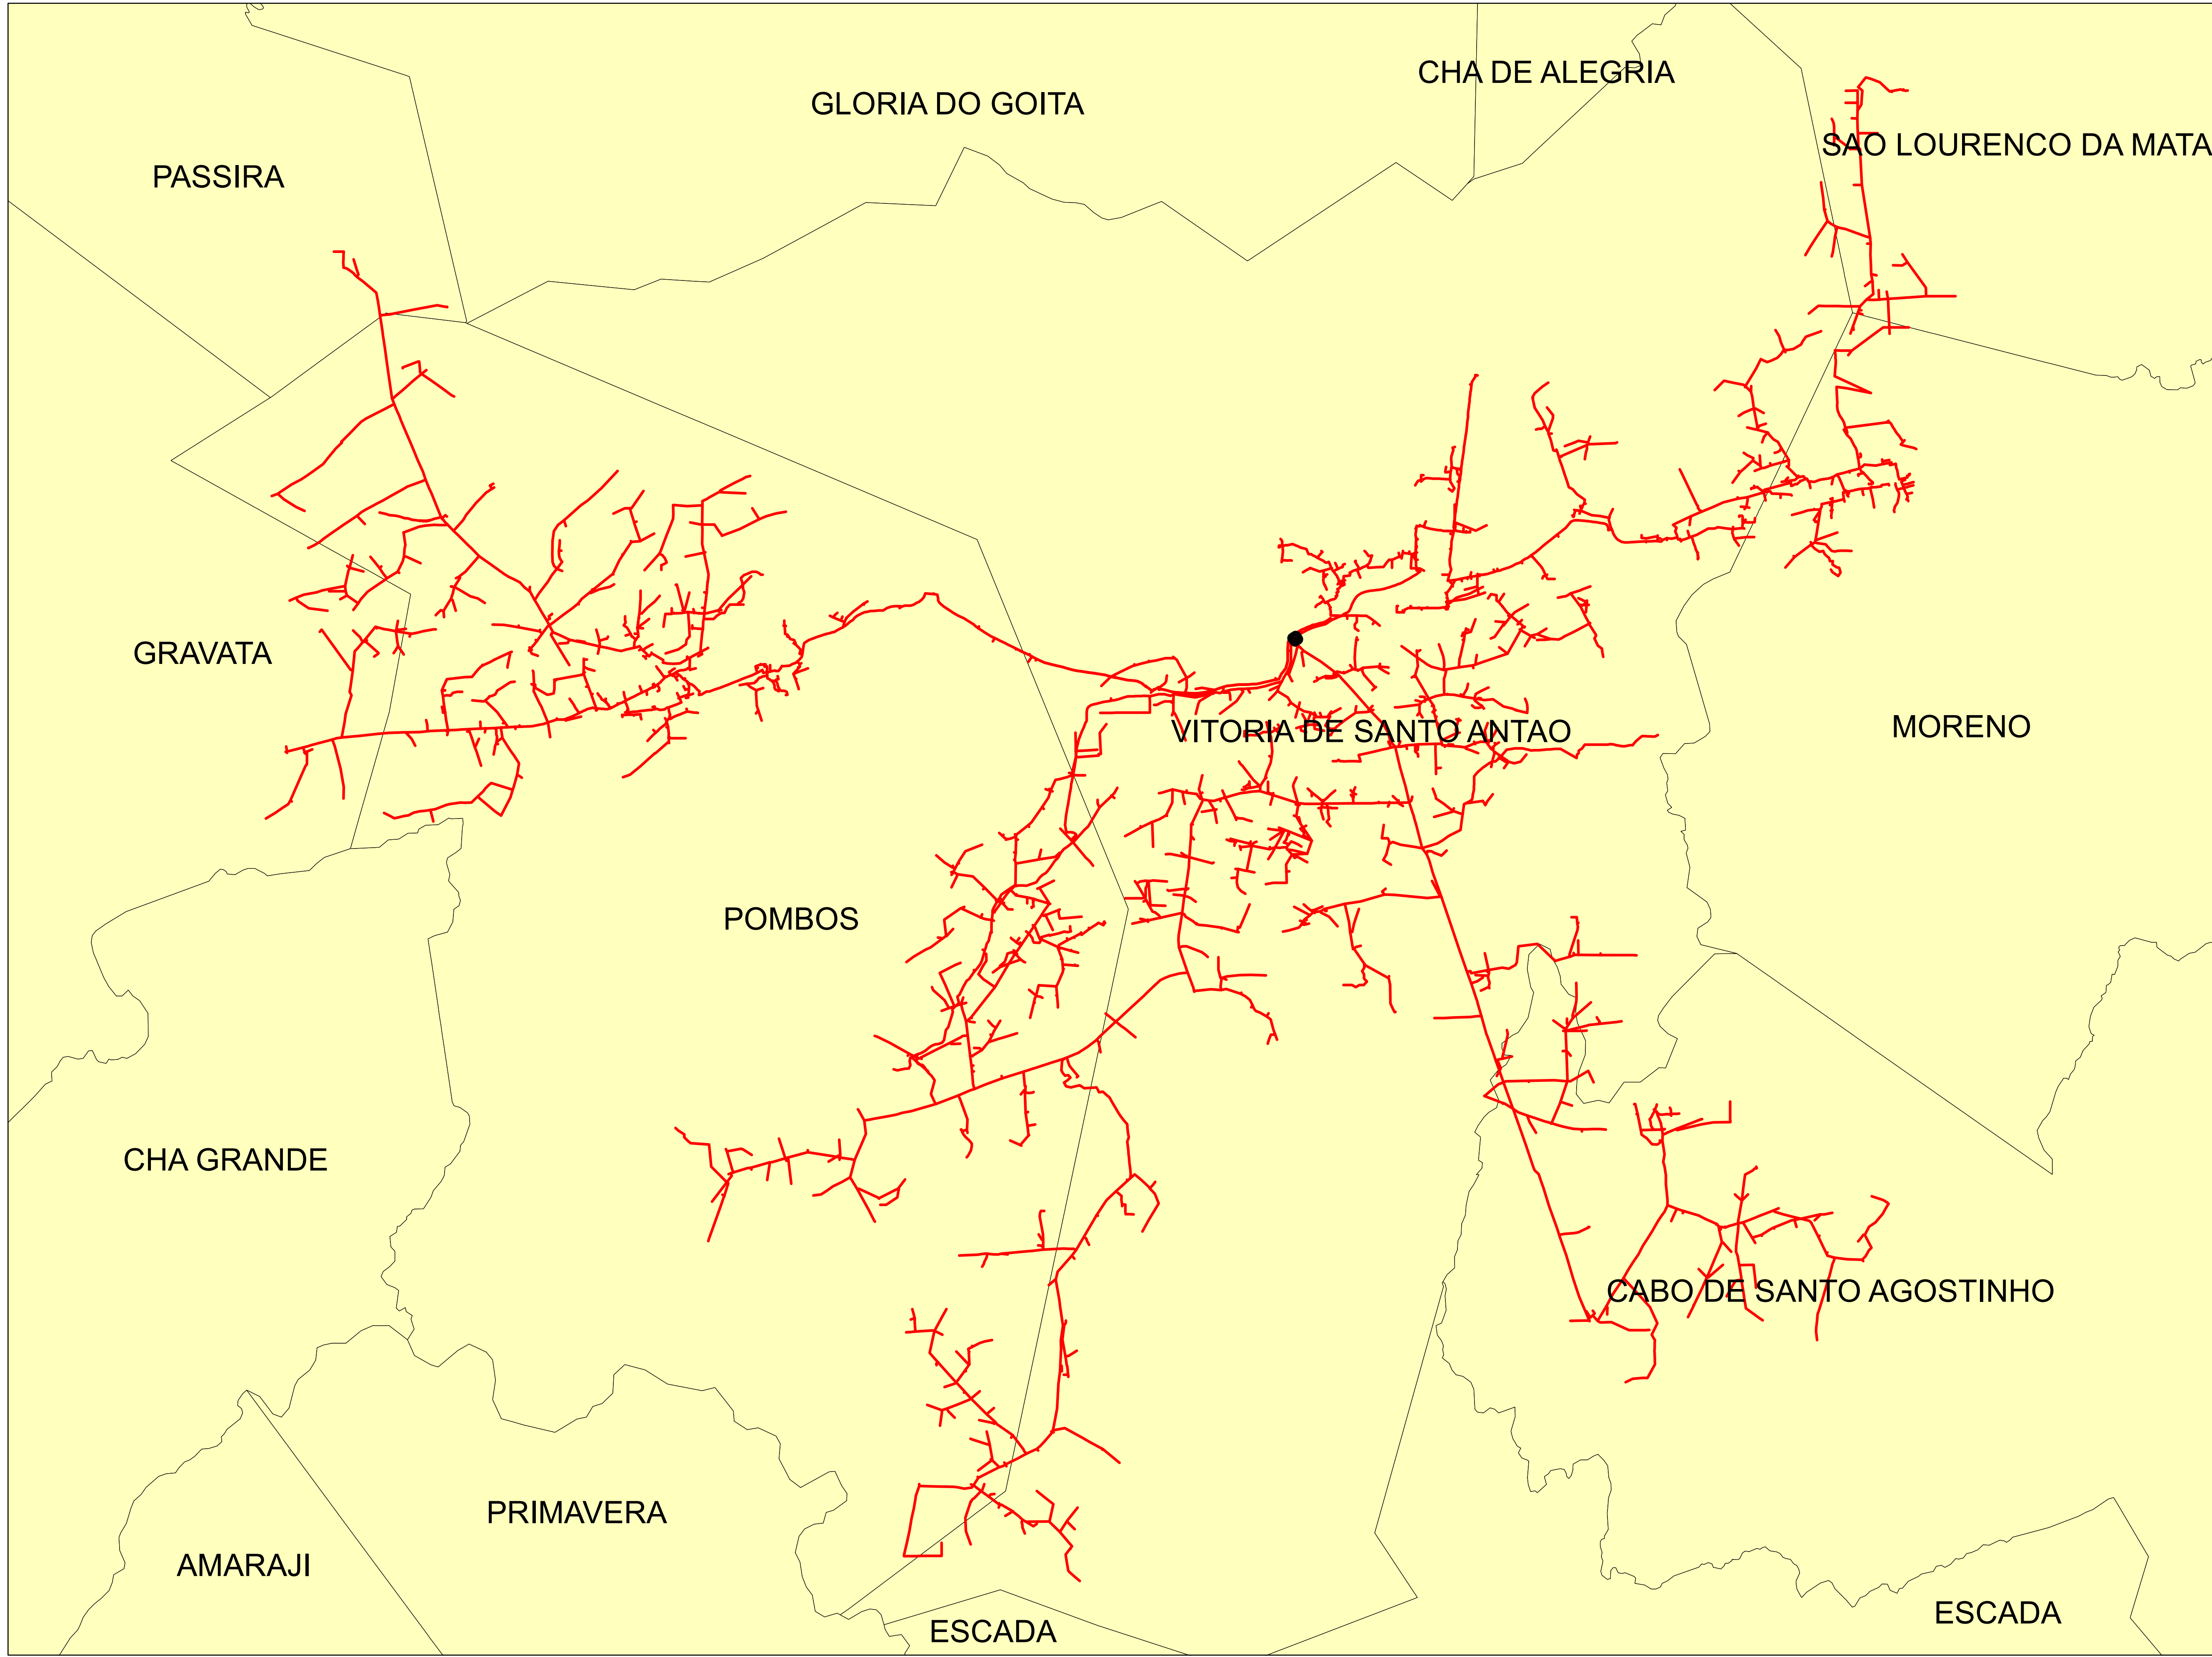 CHA DE ALEGRIA
GLORIA DO GOITA
SAO LOURENCO DA MATA
PASSIRA
GRAVATA
MORENO
VITORIA DE SANTO ANTAO
POMBOS
CHA GRANDE
CABO DE SANTO AGOSTINHO
PRIMAVERA
AMARAJI
ESCADA
ESCADA